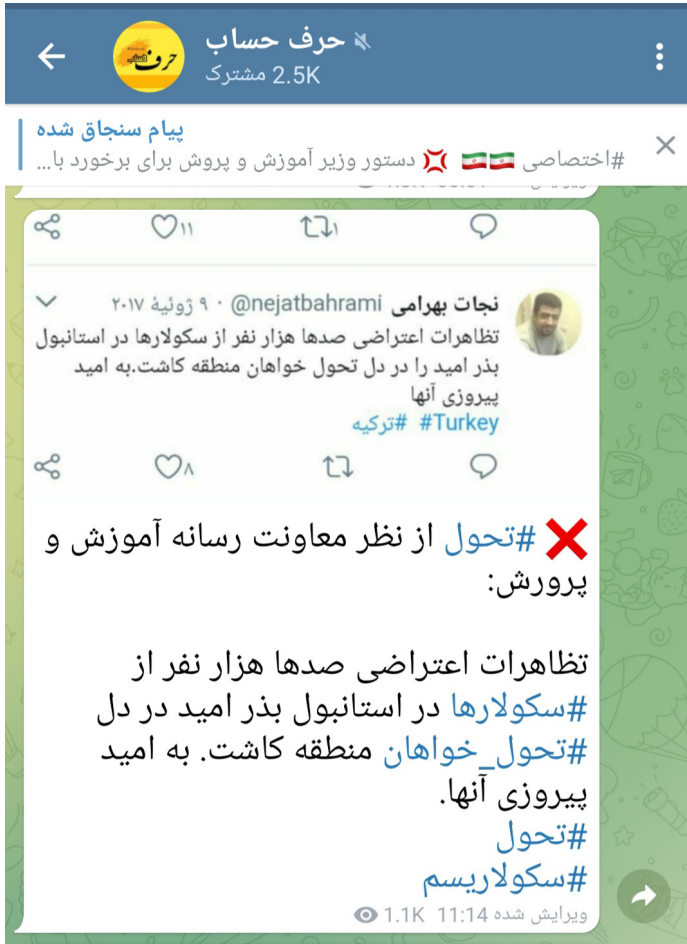 حرف حساب
2.5K مشترک
پیام سنجاق شده
#اختصاصی 🇮🇷🇮🇷 💢 دستور وزیر آموزش و پروش برای برخورد با...
۱۱
۱
نجات بهرامی @nejatbahrami · ۹ ژوئیهٔ ۲۰۱۷
تظاهرات اعتراضی صدها هزار نفر از سکولارها در استانبول
بذر امید را در دل تحول خواهان منطقه کاشت.به امید
پیروزی آنها
#Turkey #ترکیه
۸
❌ #تحول از نظر معاونت رسانه آموزش و
پرورش:
تظاهرات اعتراضی صدها هزار نفر از
#سکولارها در استانبول بذر امید در دل
#تحول_خواهان منطقه کاشت. به امید
پیروزی آنها.
#تحول
#سکولاریسم
ویرایش شده 11:14 1.1K